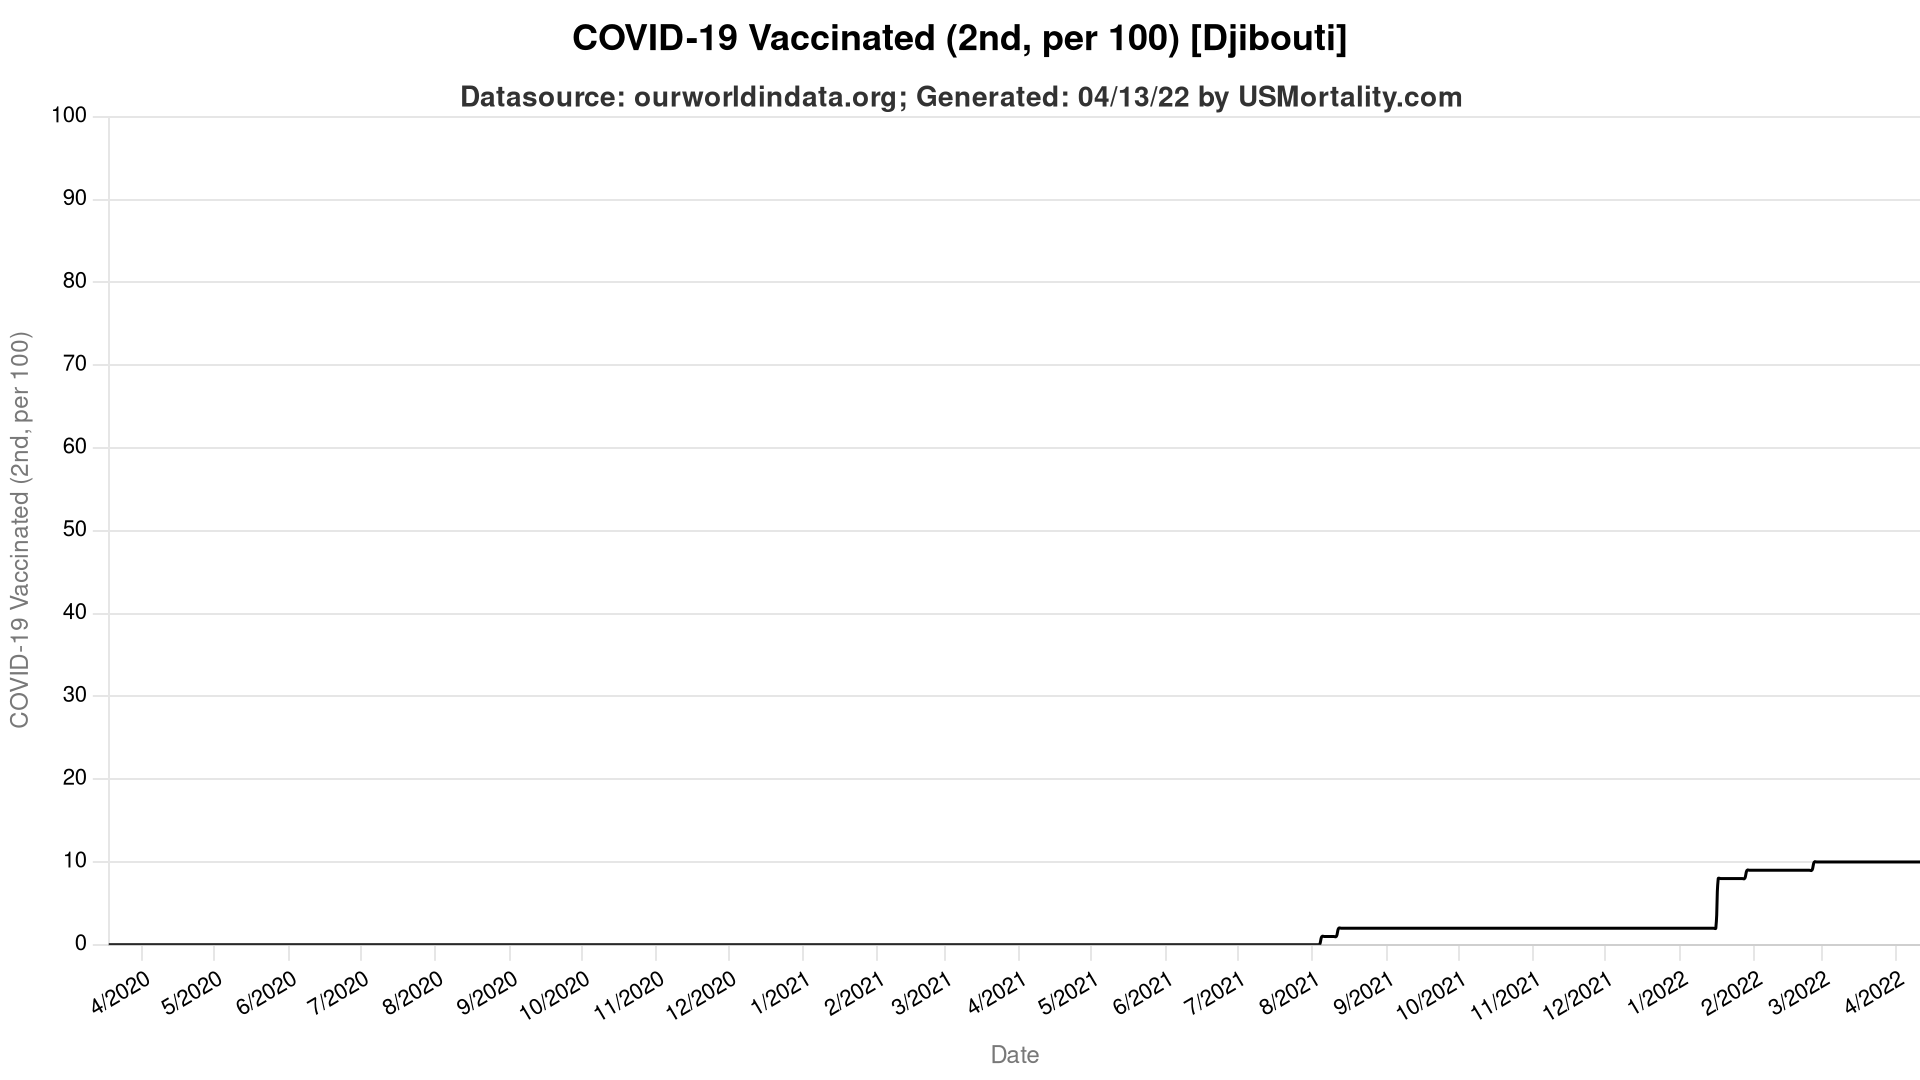 COVID-19 Vaccinated (2nd, per 100) [Djibouti]
Datasource: ourworldindata.org; Generated: 04/13/22 by USMortality.com
100
90
80
70
60
50
40
30
20
10
0
COVID-19 Vaccinated (2nd, per 100)
4/2020 5/2020 6/2020 7/2020 8/2020 9/2020 10/2020 11/2020 12/2020 1/2021 2/2021 3/2021 4/2021 5/2021 6/2021 7/2021 8/2021 9/2021 10/2021 11/2021 12/2021 1/2022 2/2022 3/2022 4/2022
Date